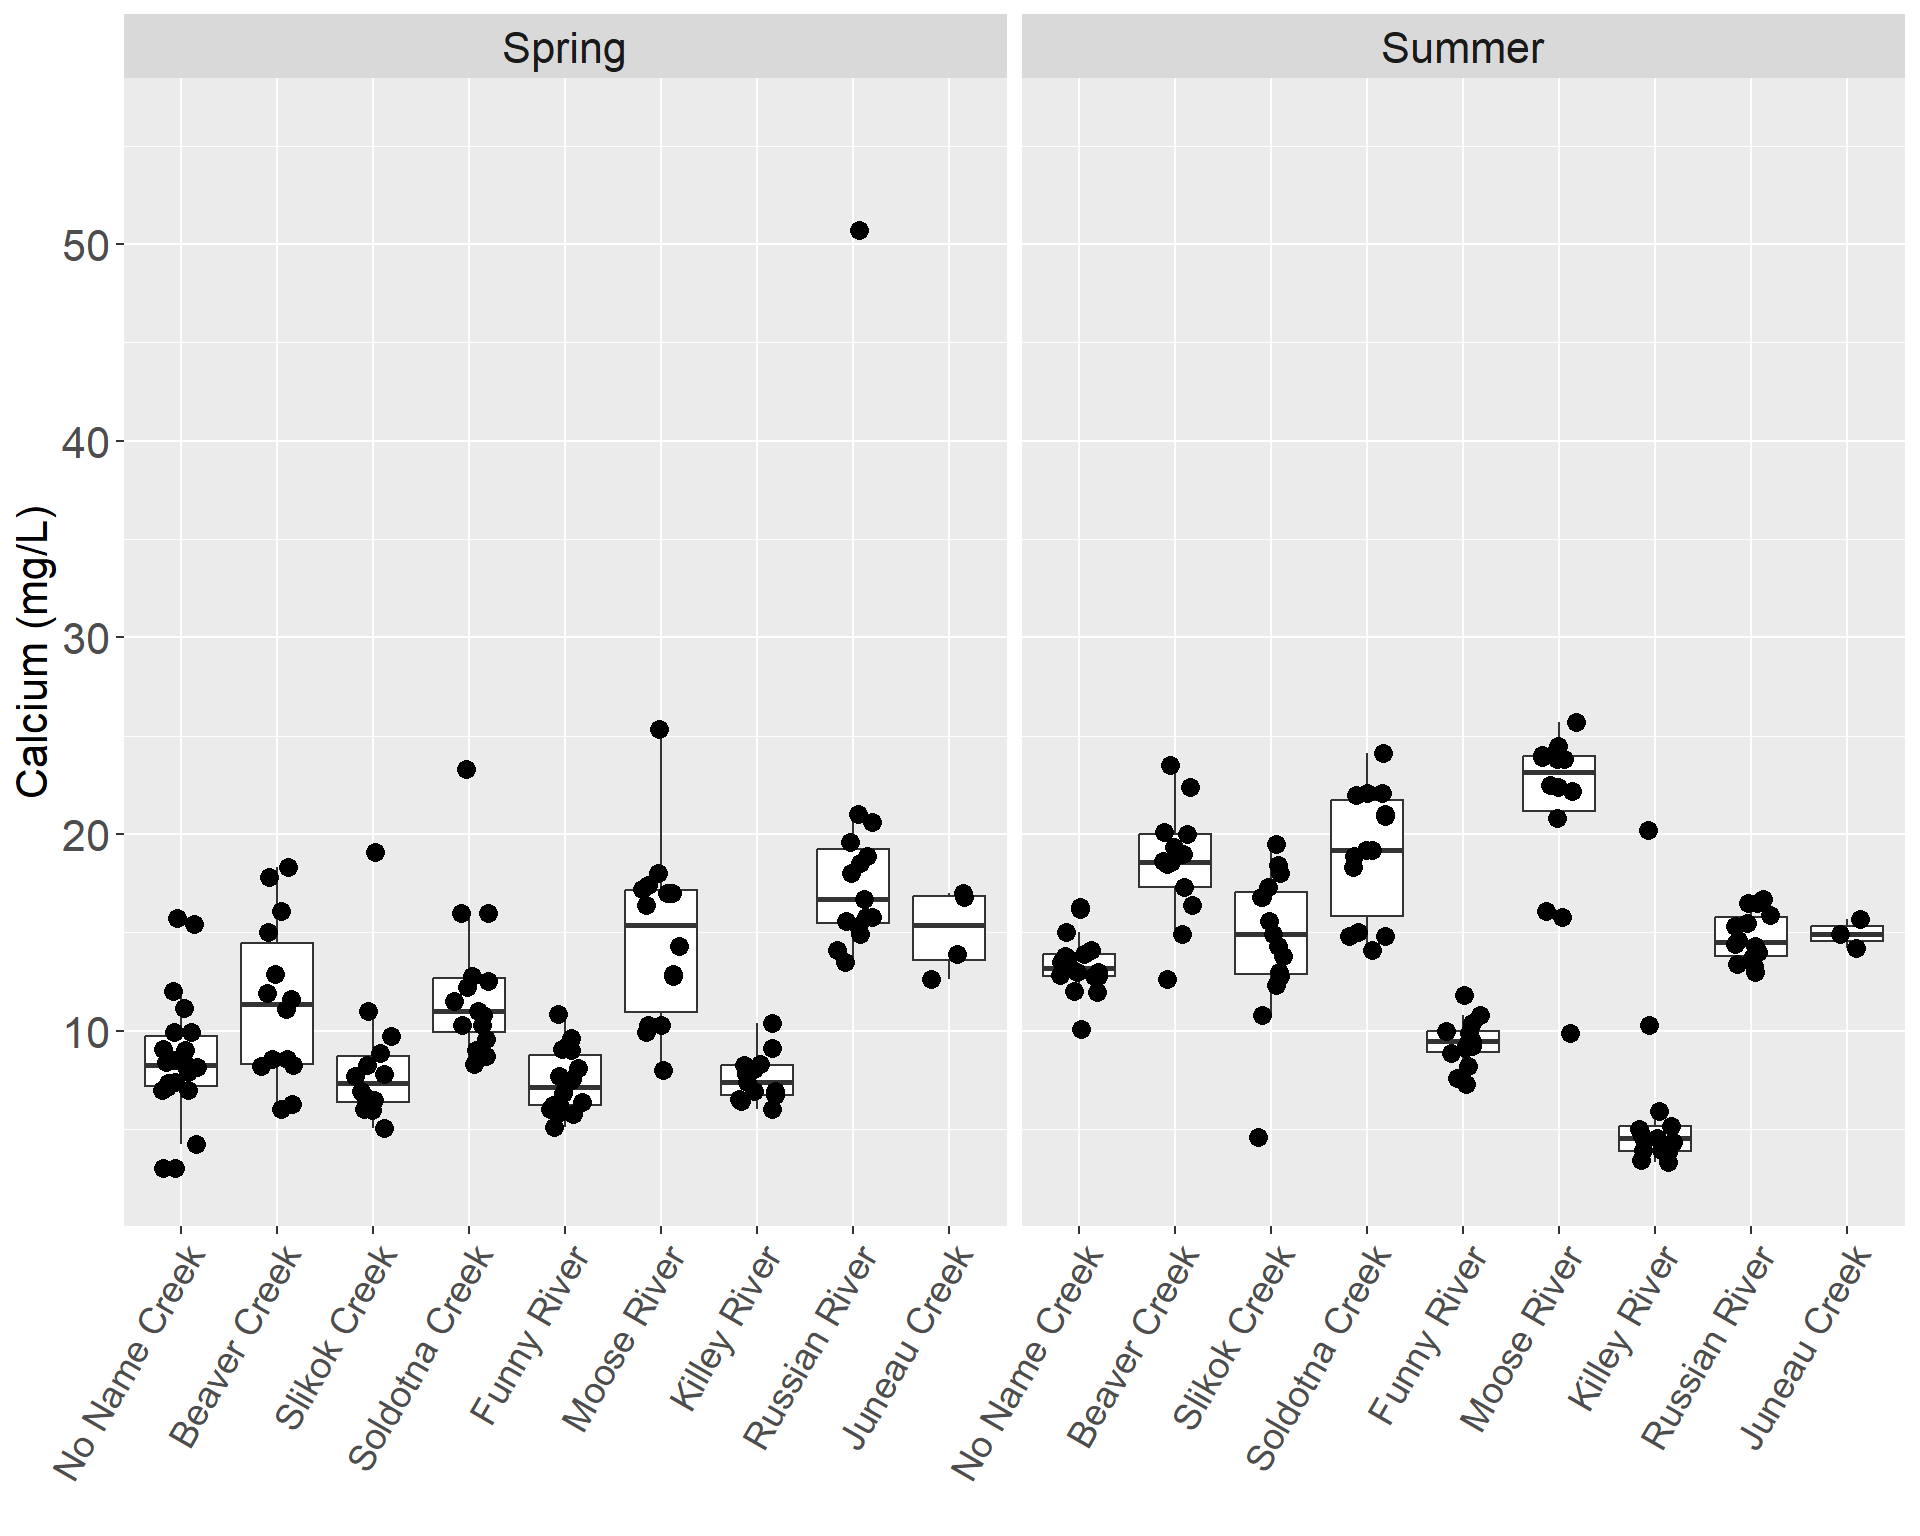 Spring
Summer
Calcium (mg/L)
50
40
30
20
10
No Name Creek
Beaver Creek
Slikok Creek
Soldotna Creek
Funny River
Moose River
Killey River
Russian River
Juneau Creek
No Name Creek
Beaver Creek
Slikok Creek
Soldotna Creek
Funny River
Moose River
Killey River
Russian River
Juneau Creek